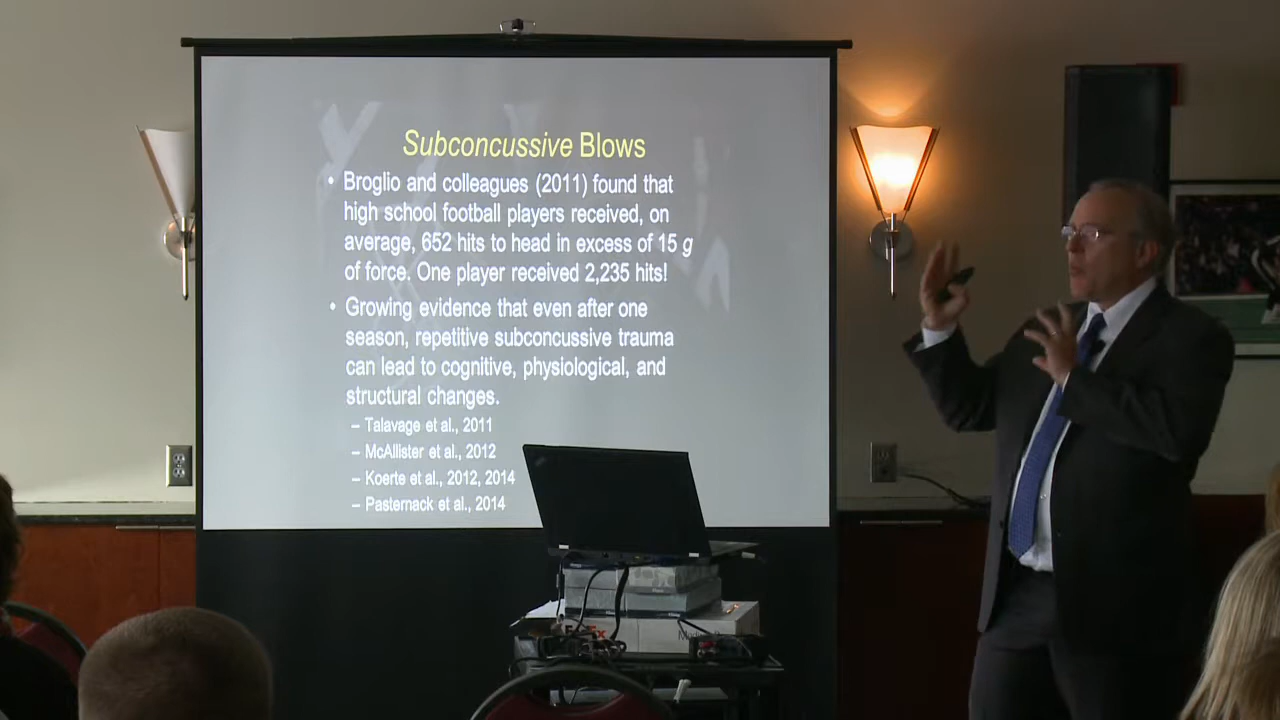 Subconcussive Blows
• Broglio and colleagues (2011) found that
high school football players received, on
average, 652 hits to head in excess of 15 g
of force. One player received 2,235 hits!
• Growing evidence that even after one
season, repetitive subconcussive trauma
can lead to cognitive, physiological, and
structural changes.
– Talavage et al., 2011
– McAllister et al., 2012
– Koerte et al., 2012, 2014
– Pasternack et al., 2014